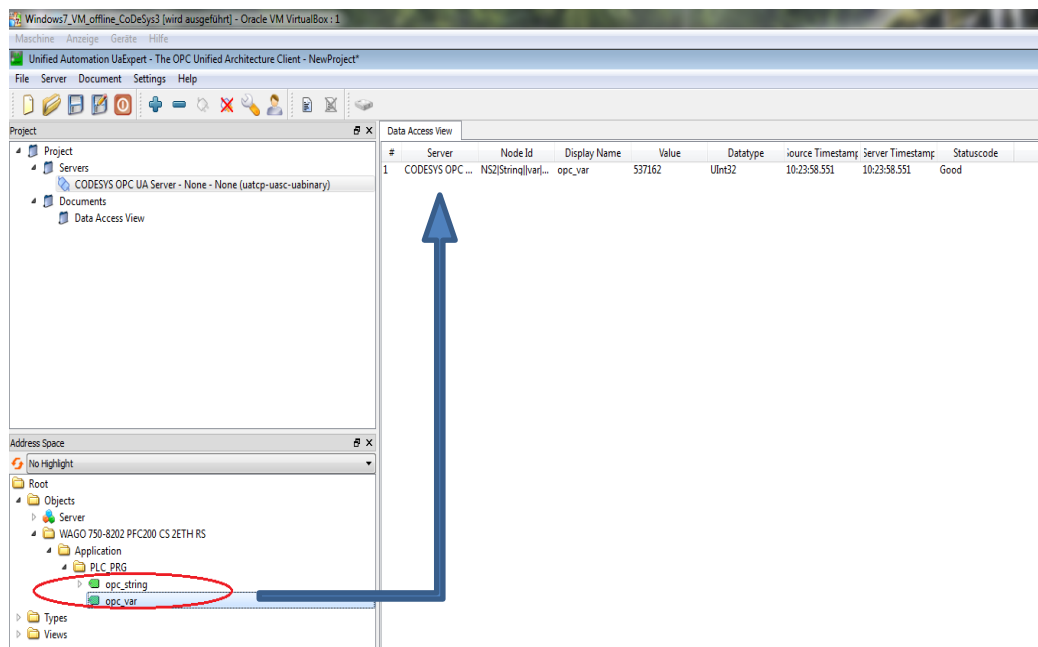 Windows7_VM_offline_CoDeSys3 [wird ausgeführt] - Oracle VM VirtualBox : 1
Maschine Anzeige Geräte Hilfe
Unified Automation UaExpert - The OPC Unified Architecture Client - NewProject*
File Server Document Settings Help
Project
Project
Servers
CODESYS OPC UA Server - None - None (uatcp-uasc-uabinary)
Documents
Data Access View
Data Access View
# Server Node Id Display Name Value Datatype ource Timestamp Server Timestamp Statuscode
1 CODESYS OPC ... NS2|String||var|... opc_var 537162 UInt32 10:23:58.551 10:23:58.551 Good
Address Space
No Highlight
Root
Objects
Server
WAGO 750-8202 PFC200 CS 2ETH RS
Application
PLC_PRG
opc_string
opc_var
Types
Views